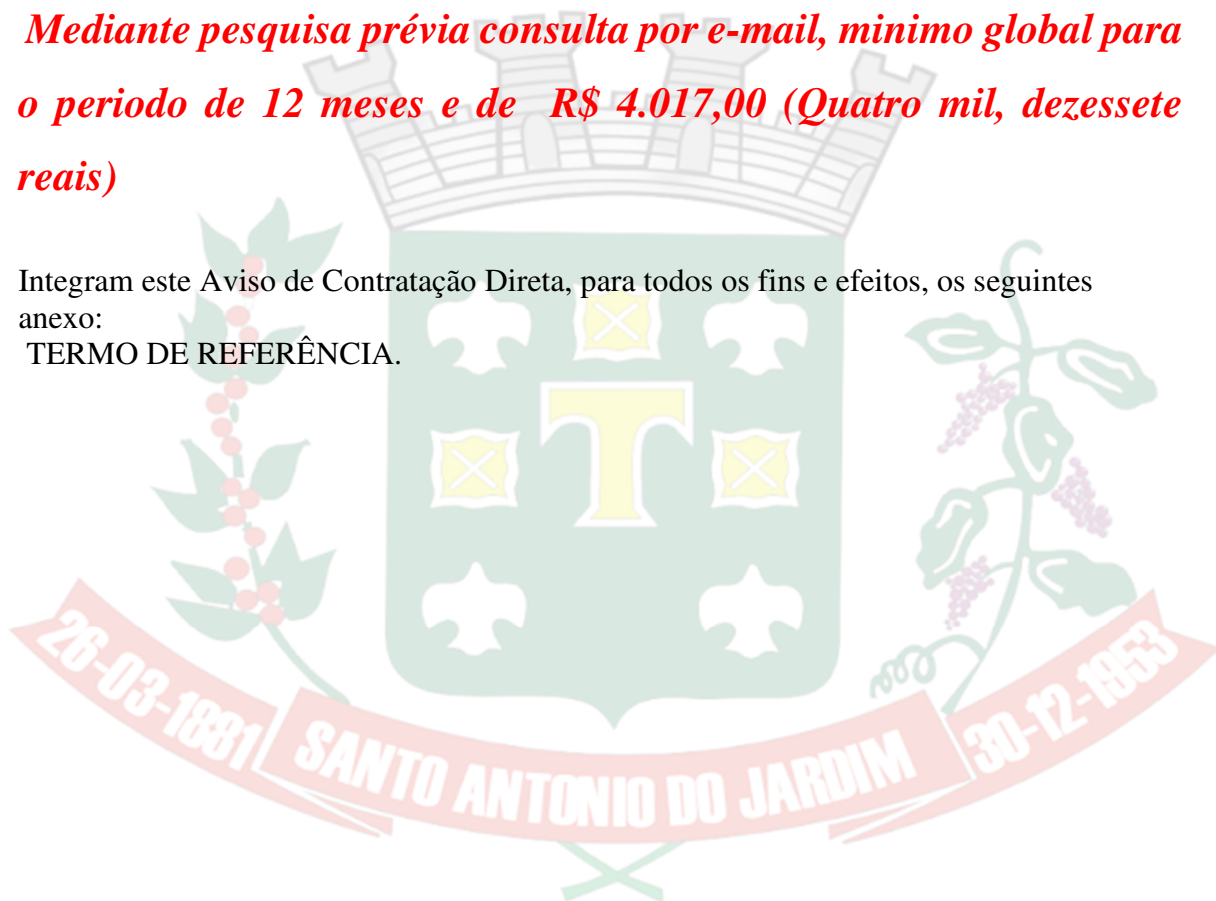 Mediante pesquisa prévia consulta por e-mail, minimo global para
o periodo de 12 meses e de R$ 4.017,00 (Quatro mil, dezessete
reais)
Integram este Aviso de Contratação Direta, para todos os fins e efeitos, os seguintes
anexo:
TERMO DE REFERÊNCIA.
T
26-03-1881
SANTO ANTONIO DO JARDIM
30-12-1953